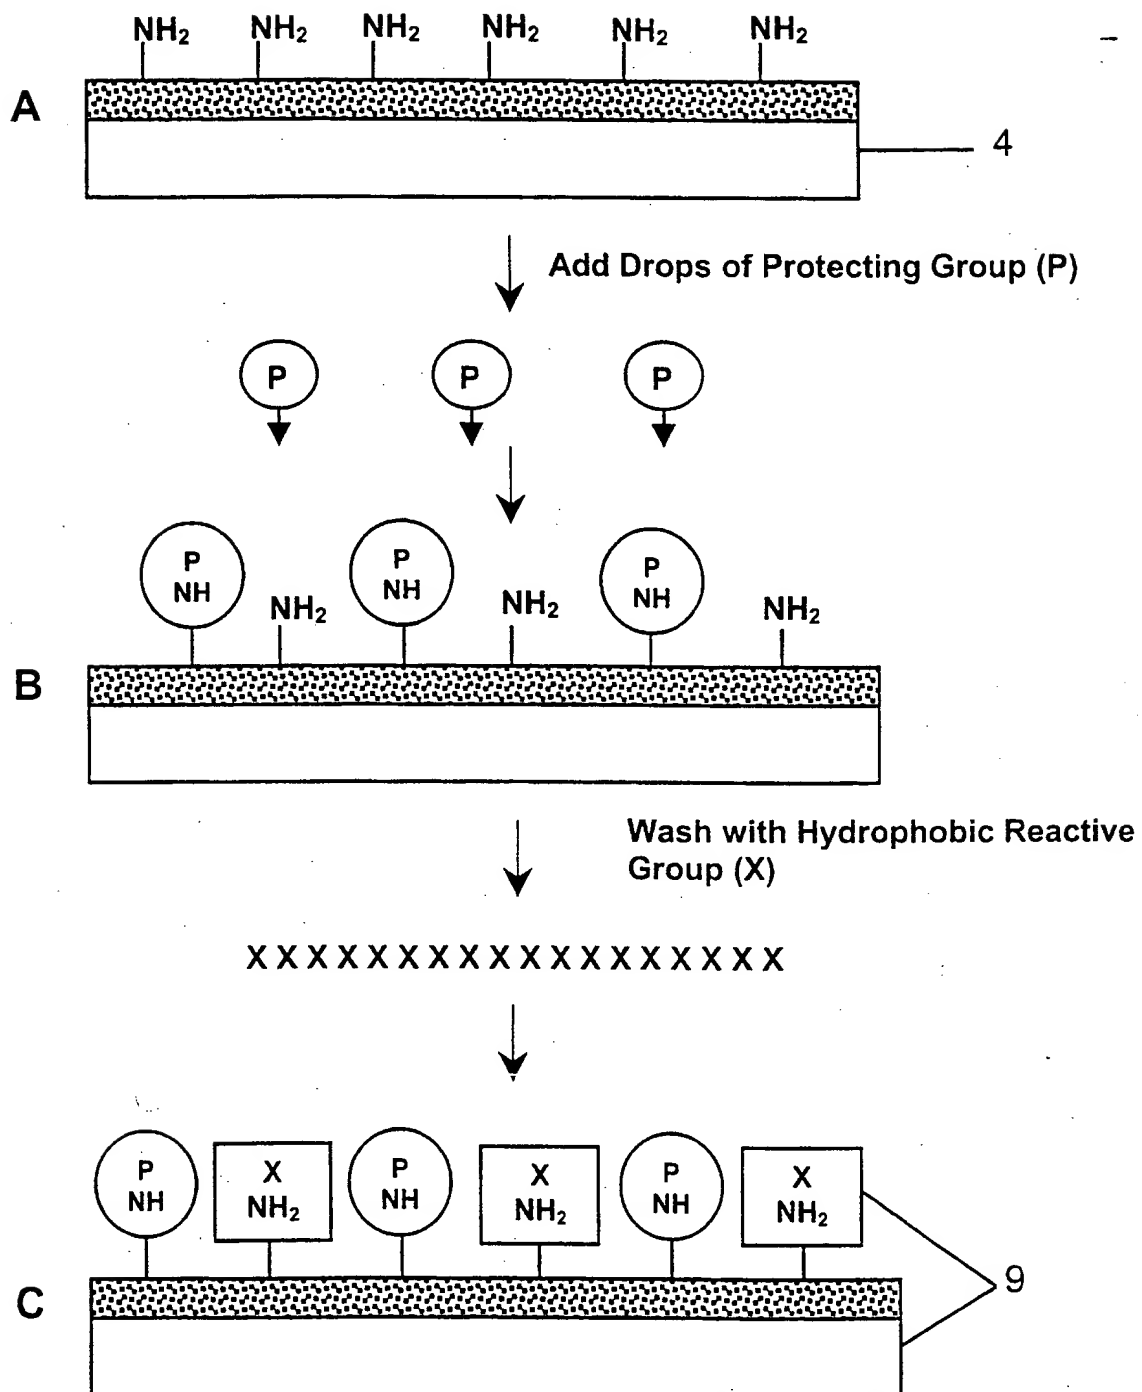 NH₂ NH₂ NH₂ NH₂ NH₂ NH₂
A
4
Add Drops of Protecting Group (P)
P P P
P P P
NH NH₂ NH NH₂ NH NH₂
B
Wash with Hydrophobic Reactive
Group (X)
X X X X X X X X X X X X X X X X X X
P X P X P X
NH NH₂ NH NH₂ NH NH₂
9
C